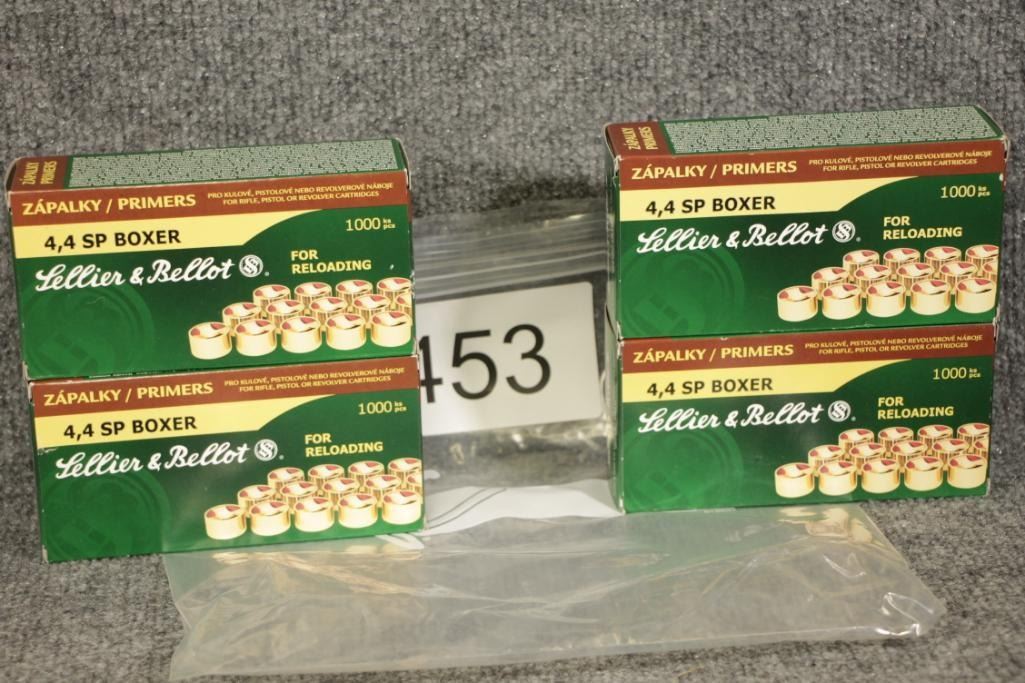 ZÁPALKY
PRIMERS
ZÁPALKY / PRIMERS
PRO KULOVÉ, PISTOLOVÉ NEBO REVOLVEROVÉ NÁBOJE
FOR RIFLE, PISTOL OR REVOLVER CARTRIDGES
4,4 SP BOXER
1000 ks
pcs
Sellier & Bellot
FOR
RELOADING
ZÁPALKY / PRIMERS
PRO KULOVÉ, PISTOLOVÉ NEBO REVOLVEROVÉ NÁBOJE
FOR RIFLE, PISTOL OR REVOLVER CARTRIDGES
4,4 SP BOXER
1000 ks
pcs
Sellier & Bellot
FOR
RELOADING
453
ZÁPALKY
PRIMERS
ZÁPALKY / PRIMERS
PRO KULOVÉ, PISTOLOVÉ NEBO REVOLVEROVÉ NÁBOJE
FOR RIFLE, PISTOL OR REVOLVER CARTRIDGES
4,4 SP BOXER
1000 ks
pcs
Sellier & Bellot
FOR
RELOADING
ZÁPALKY / PRIMERS
PRO KULOVÉ, PISTOLOVÉ NEBO REVOLVEROVÉ NÁBOJE
FOR RIFLE, PISTOL OR REVOLVER CARTRIDGES
4,4 SP BOXER
1000 ks
pcs
Sellier & Bellot
FOR
RELOADING